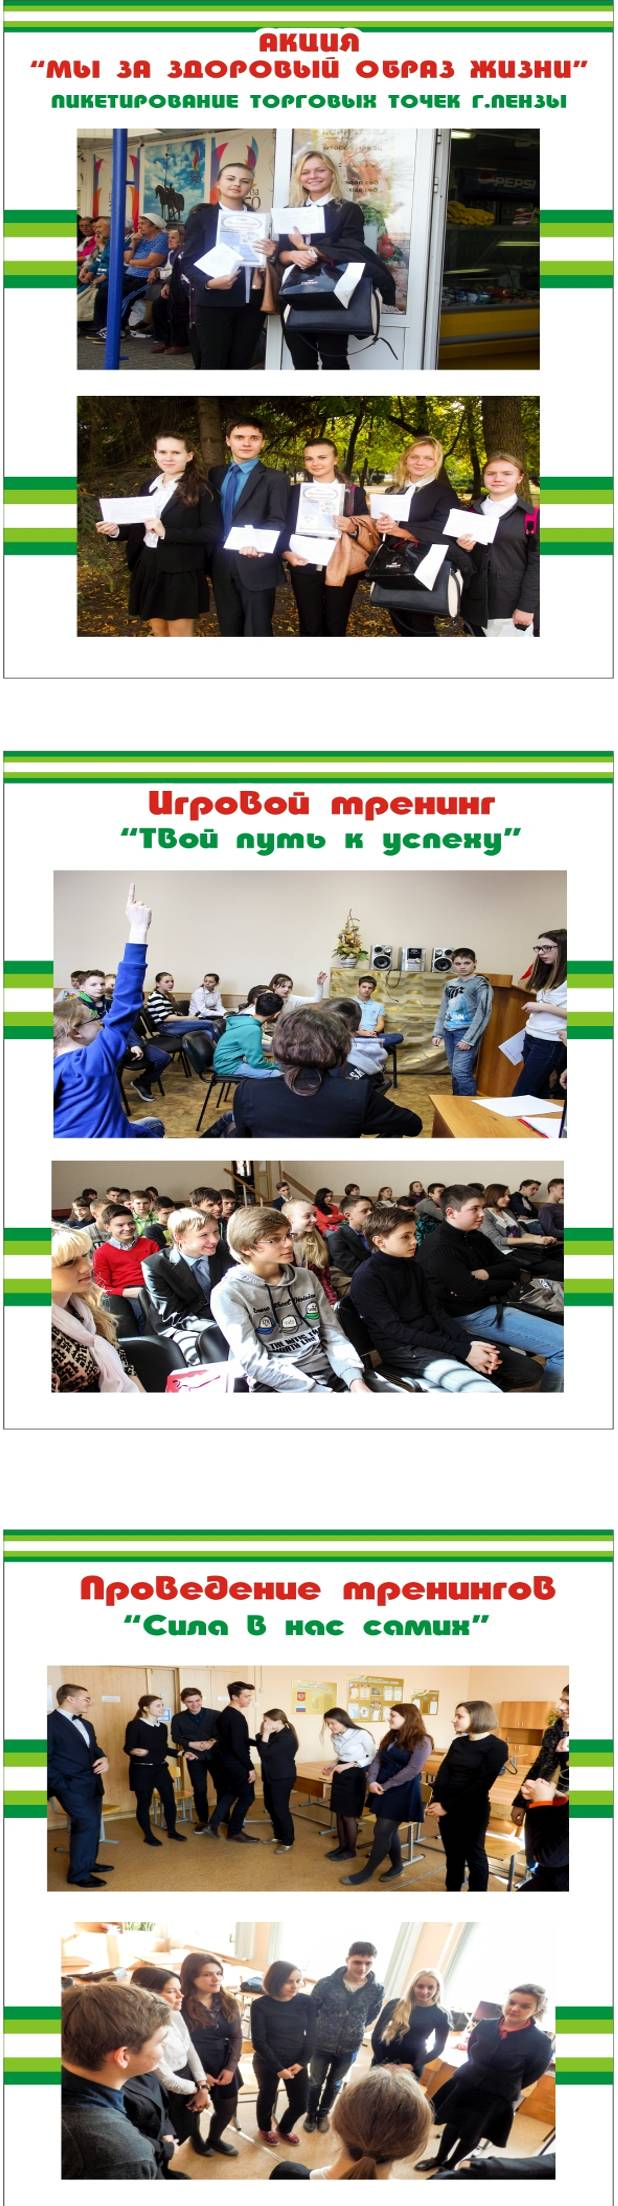 АКЦИЯ
“МЫ ЗА ЗДОРОВЫЙ ОБРАЗ ЖИЗНИ”
ПИКЕТИРОВАНИЕ ТОРГОВЫХ ТОЧЕК Г.ПЕНЗЫ
PEPSI
Игровой тренинг
“Твой путь к успеху”
Проведение тренингов
“Сила в нас самих”